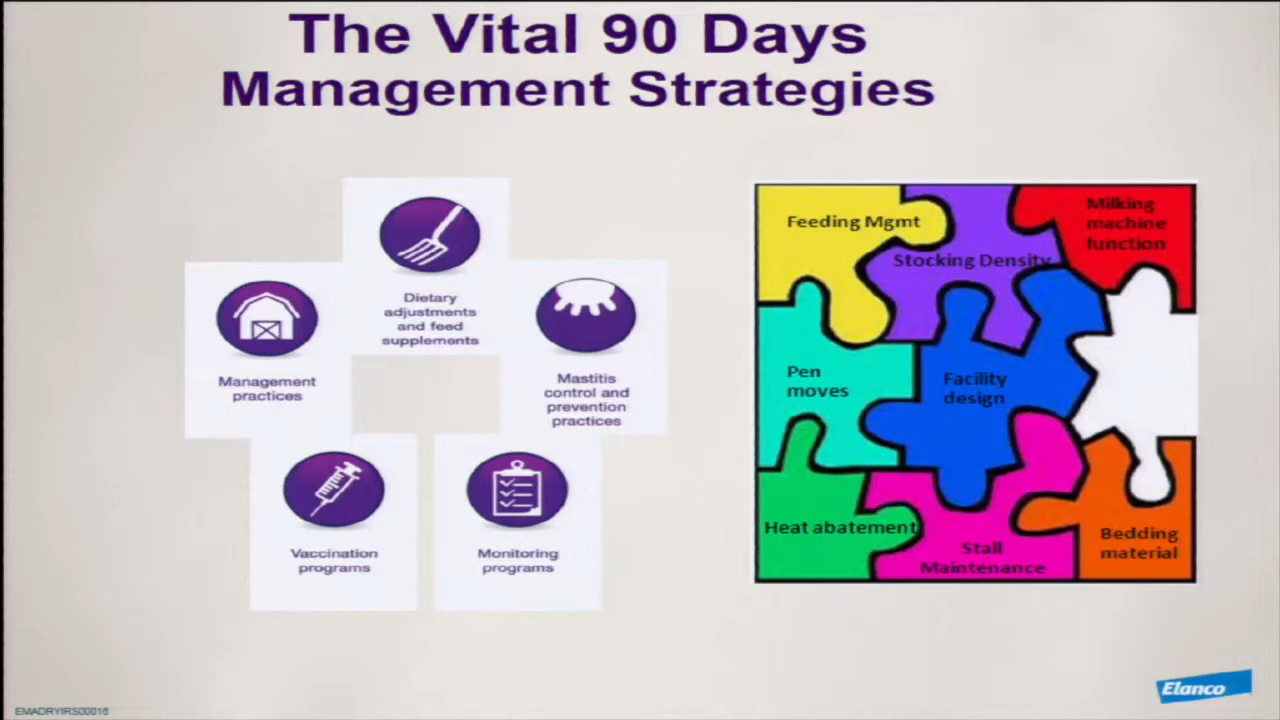 The Vital 90 Days
Management Strategies
Dietary
adjustments
and feed
supplements
Management
practices
Mastitis
control and
prevention
practices
Vaccination
programs
Monitoring
programs
Feeding Mgmt
Stocking Density
Milking
machine
function
Pen
moves
Facility
design
Heat abatement
Stall
Maintenance
Bedding
material
Elanco
EMADRYIRS00016